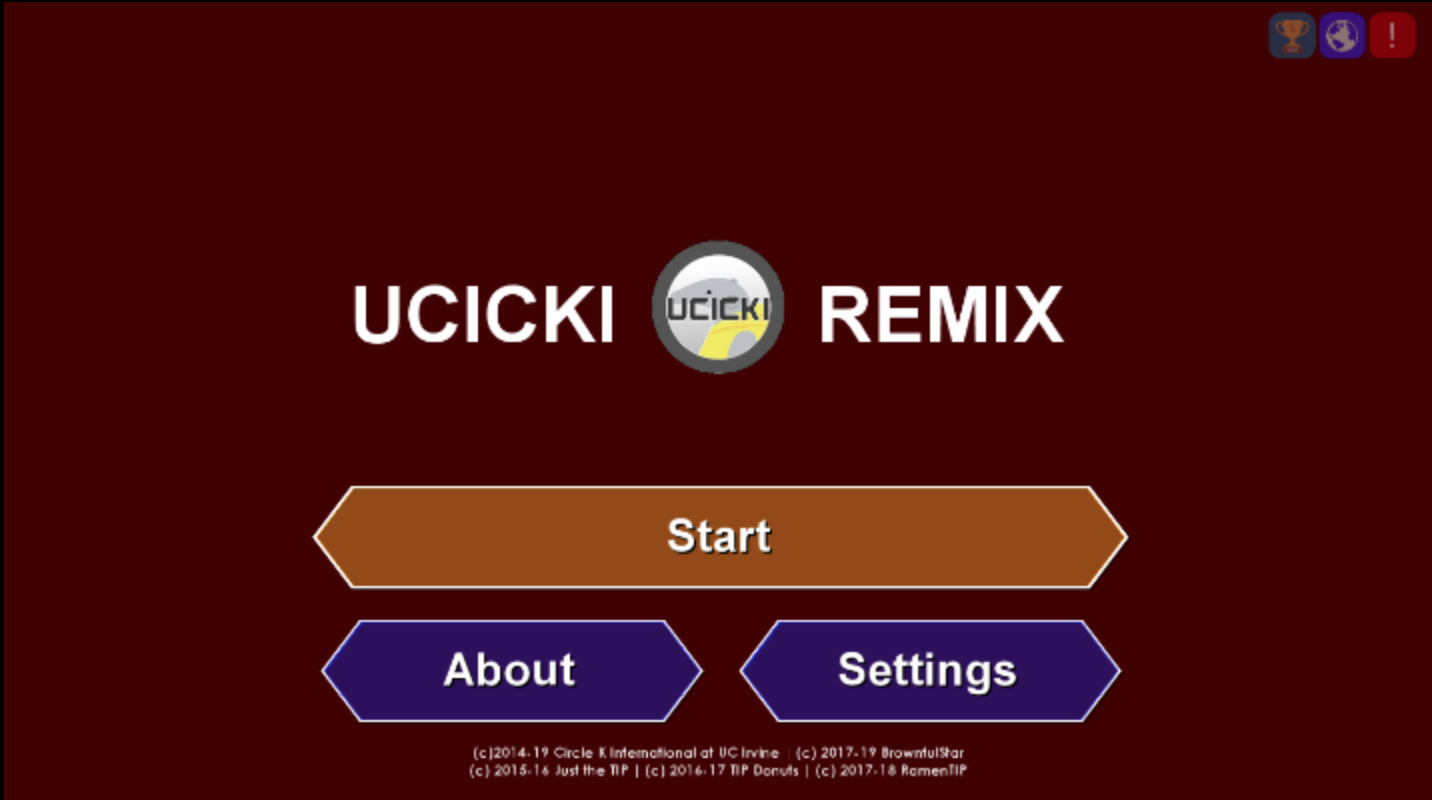 !
UCICKI UCICKI REMIX
Start
About Settings
(c)2014-19 Circle K International at UC Irvine | (c) 2017-19 BrownfulStar
(c) 2015-16 Just the TIP | (c) 2016-17 TIP Donuts | (c) 2017-18 RamenTIP